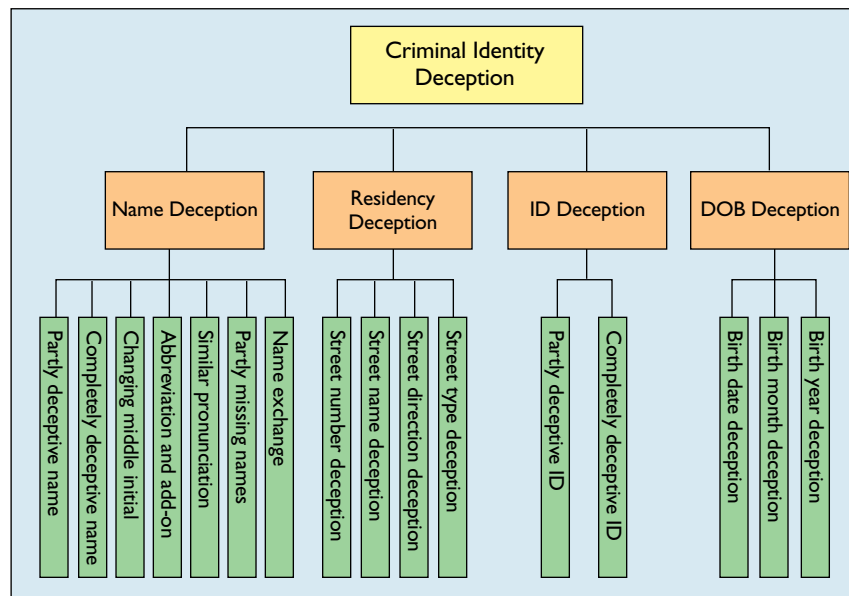 Criminal Identity
Deception
Name Deception
Residency
Deception
ID Deception
DOB Deception
Partly deceptive name
Completely deceptive name
Changing middle initial
Abbreviation and add-on
Similar pronunciation
Partly missing names
Name exchange
Street number deception
Street name deception
Street direction deception
Street type deception
Partly deceptive ID
Completely deceptive ID
Birth date deception
Birth month deception
Birth year deception